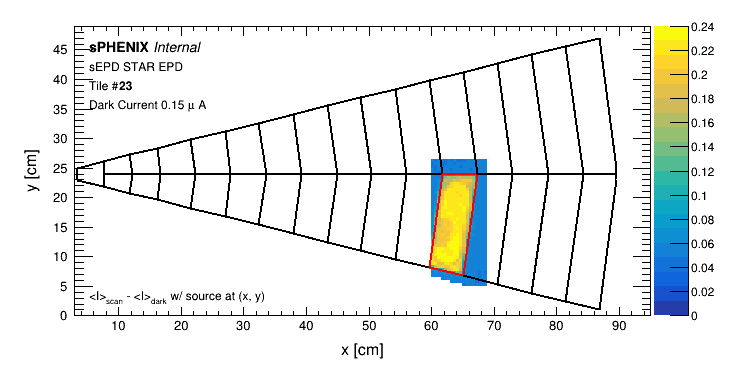 sPHENIX Internal
sEPD STAR EPD
Tile #23
Dark Current 0.15 μ A
<I>scan - <I>dark w/ source at (x, y)
y [cm]
45
40
35
30
25
20
15
10
5
0
10 20 30 40 50 60 70 80 90
x [cm]
0.24
0.22
0.2
0.18
0.16
0.14
0.12
0.1
0.08
0.06
0.04
0.02
0